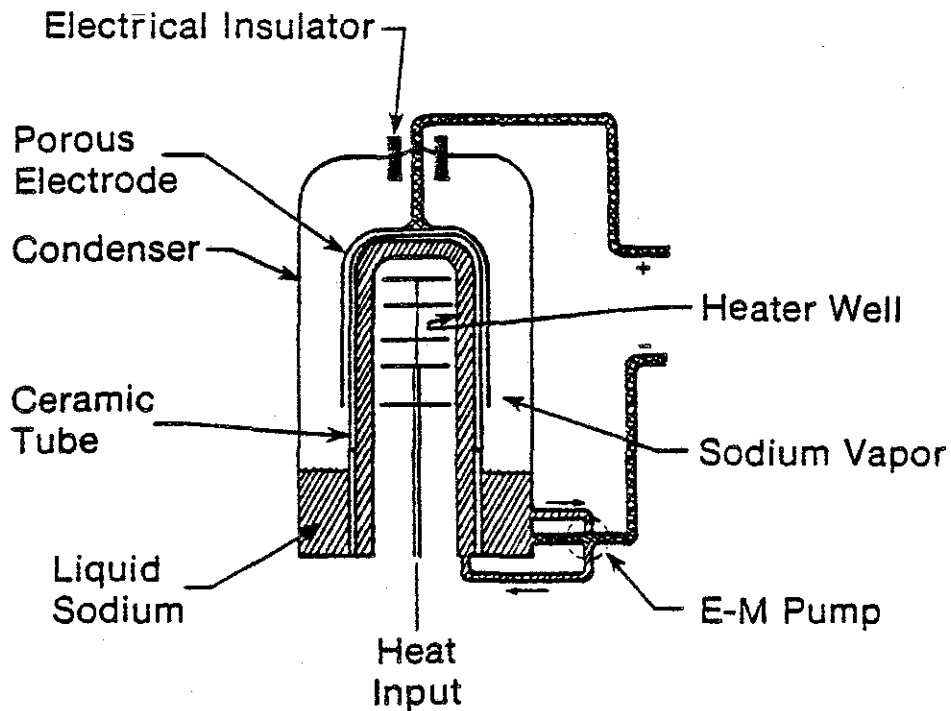 Electrical Insulator
Porous
Electrode
Condenser
+
Heater Well
-
Ceramic
Tube
Sodium Vapor
Liquid
Sodium
E-M Pump
Heat
Input